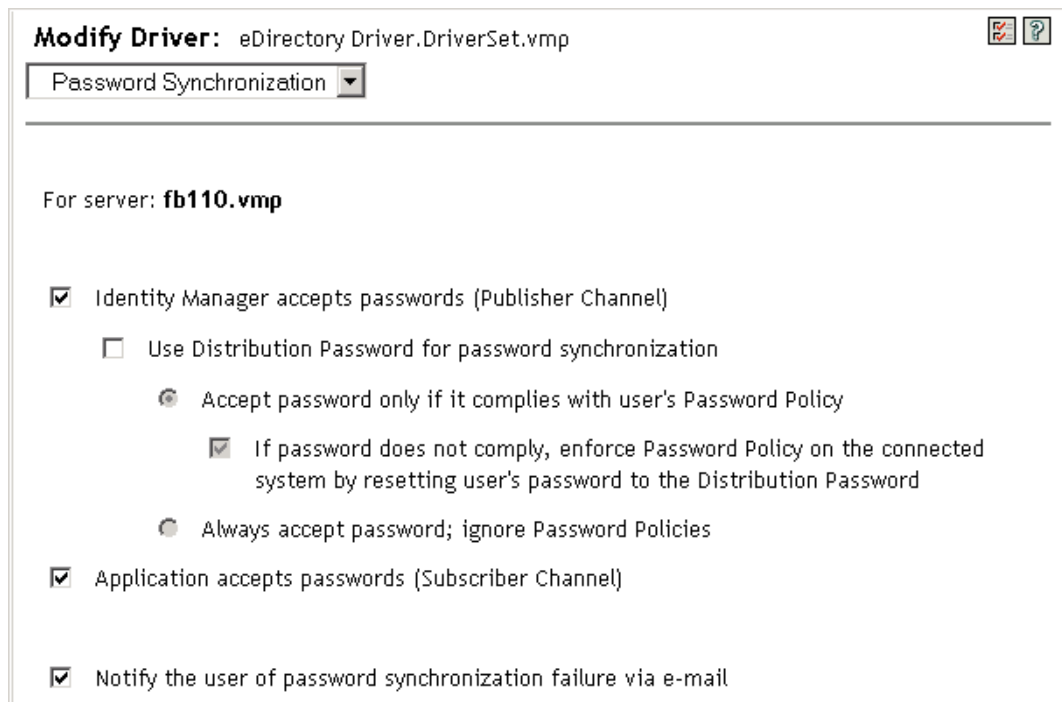 Modify Driver: eDirectory Driver.DriverSet.vmp
Password Synchronization
For server: fb110.vmp
Identity Manager accepts passwords (Publisher Channel)
Use Distribution Password for password synchronization
Accept password only if it complies with user's Password Policy
If password does not comply, enforce Password Policy on the connected
system by resetting user's password to the Distribution Password
Always accept password; ignore Password Policies
Application accepts passwords (Subscriber Channel)
Notify the user of password synchronization failure via e-mail